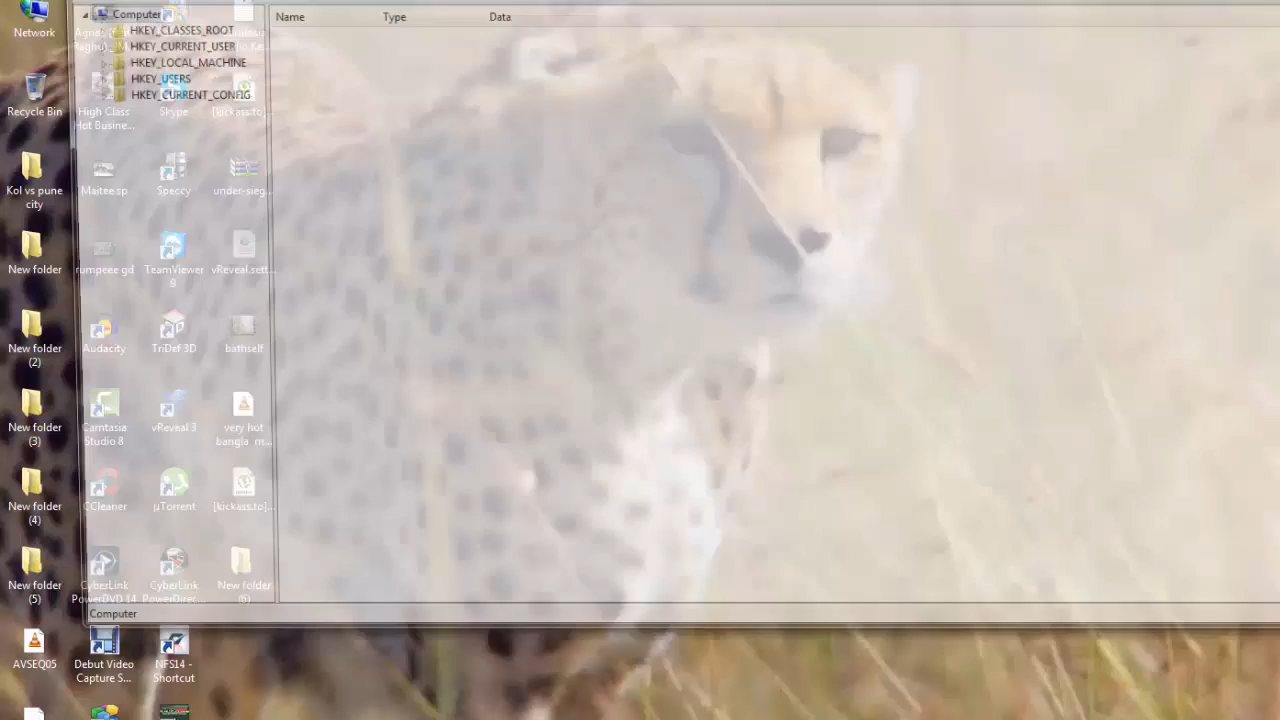 Computer
HKEY_CLASSES_ROOT
HKEY_CURRENT_USER
HKEY_LOCAL_MACHINE
HKEY_USERS
HKEY_CURRENT_CONFIG
Name Type Data
Network
Recycle Bin
High Class
Hot Busine...
Skype
[kickass.to]...
Kol vs pune
city
Maitee.sp
Speccy
under-sieg...
New folder
rumpeee gd
TeamViewer
9
vReveal.sett...
New folder
(2)
Audacity
TriDef 3D
bathself
New folder
(3)
Camtasia
Studio 8
vReveal 3
very hot
bangla m...
New folder
(4)
CCleaner
µTorrent
[kickass.to]...
New folder
(5)
CyberLink
PowerDVD 14
CyberLink
PowerDirec...
New folder
(6)
Computer
AVSEQ05
Debut Video
Capture S...
NFS14 -
Shortcut